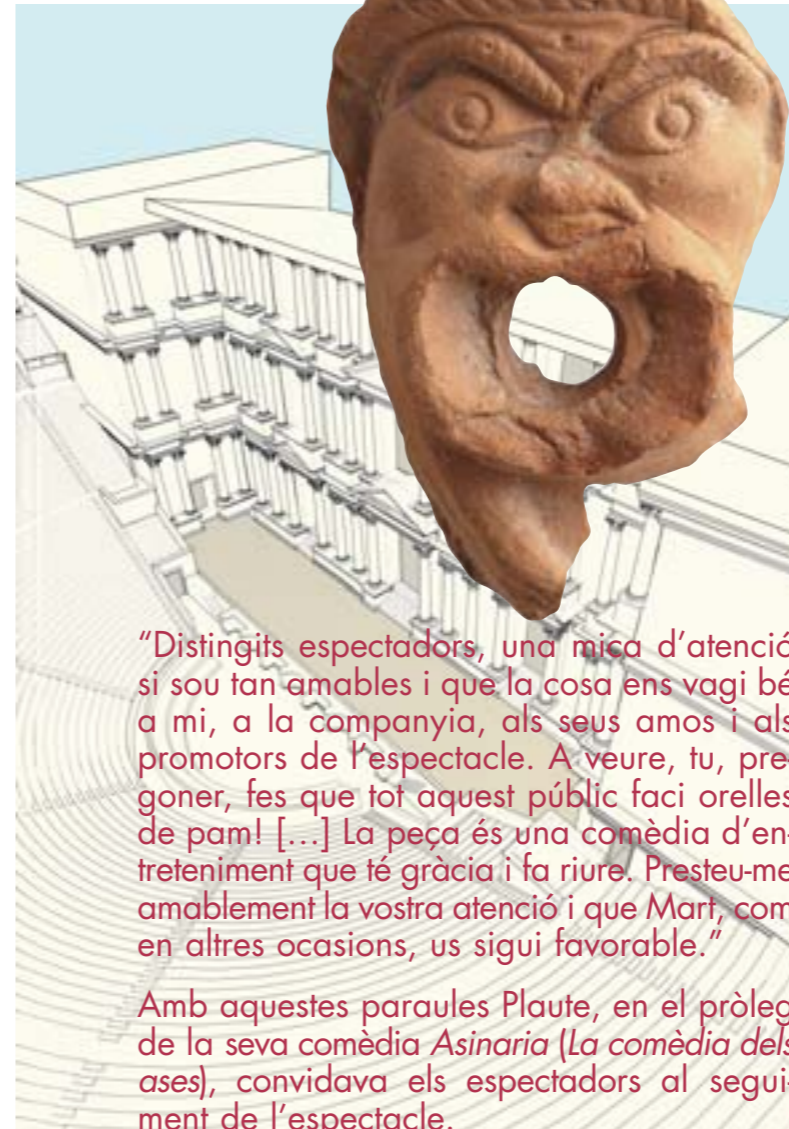 “Distingits espectadors, una mica d’atenció
si sou tan amables i que la cosa ens vagi bé
a mi, a la companyia, als seus amos i als
promotors de l’espectacle. A veure, tu, pre-
goner, fes que tot aquest públic faci orelles
de pam! [...] La peça és una comèdia d’en-
treteniment que té gràcia i fa riure. Presteu-me
amablement la vostra atenció i que Mart, com
en altres ocasions, us sigui favorable.”
Amb aquestes paraules Plaute, en el pròleg
de la seva comèdia Asinaria (La comèdia dels
ases), convidava els espectadors al segui-
ment de l’espectacle.